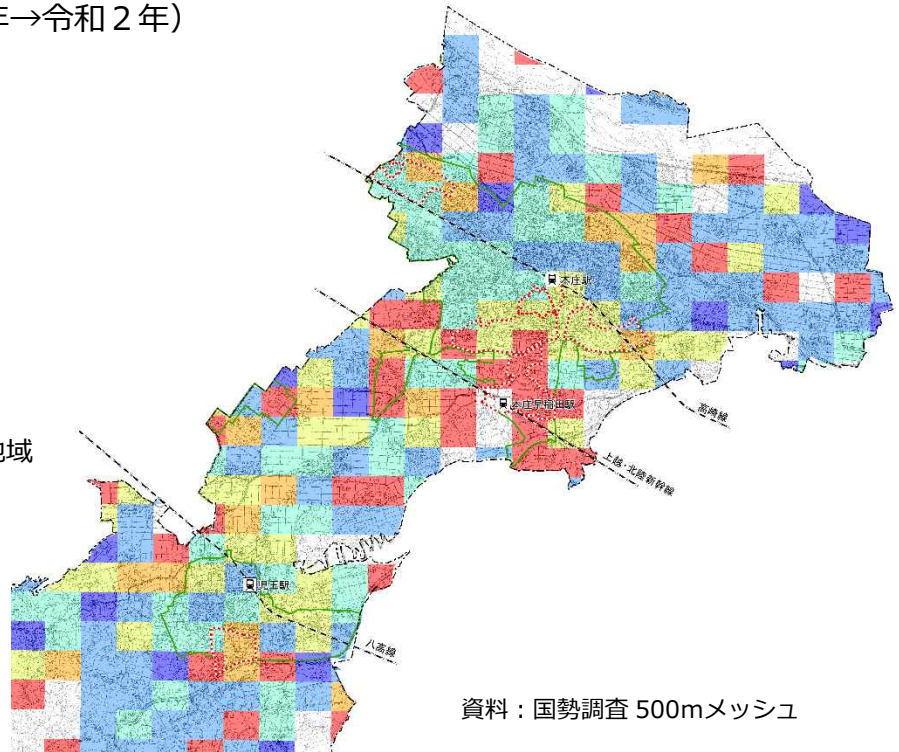 年→令和２年）
本庄駅
本庄早稲田駅
高崎線
上越・北陸新幹線
地域
児玉駅
八高線
資料：国勢調査 500mメッシュ